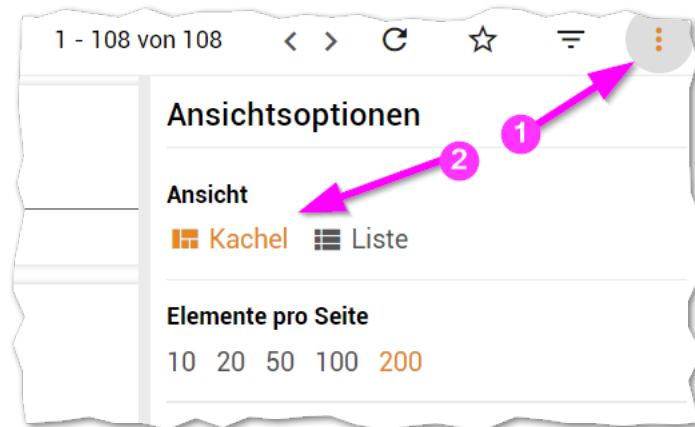 1 - 108 von 108
Ansichtsoptionen
1
2
Ansicht
Kachel Liste
Elemente pro Seite
10 20 50 100 200